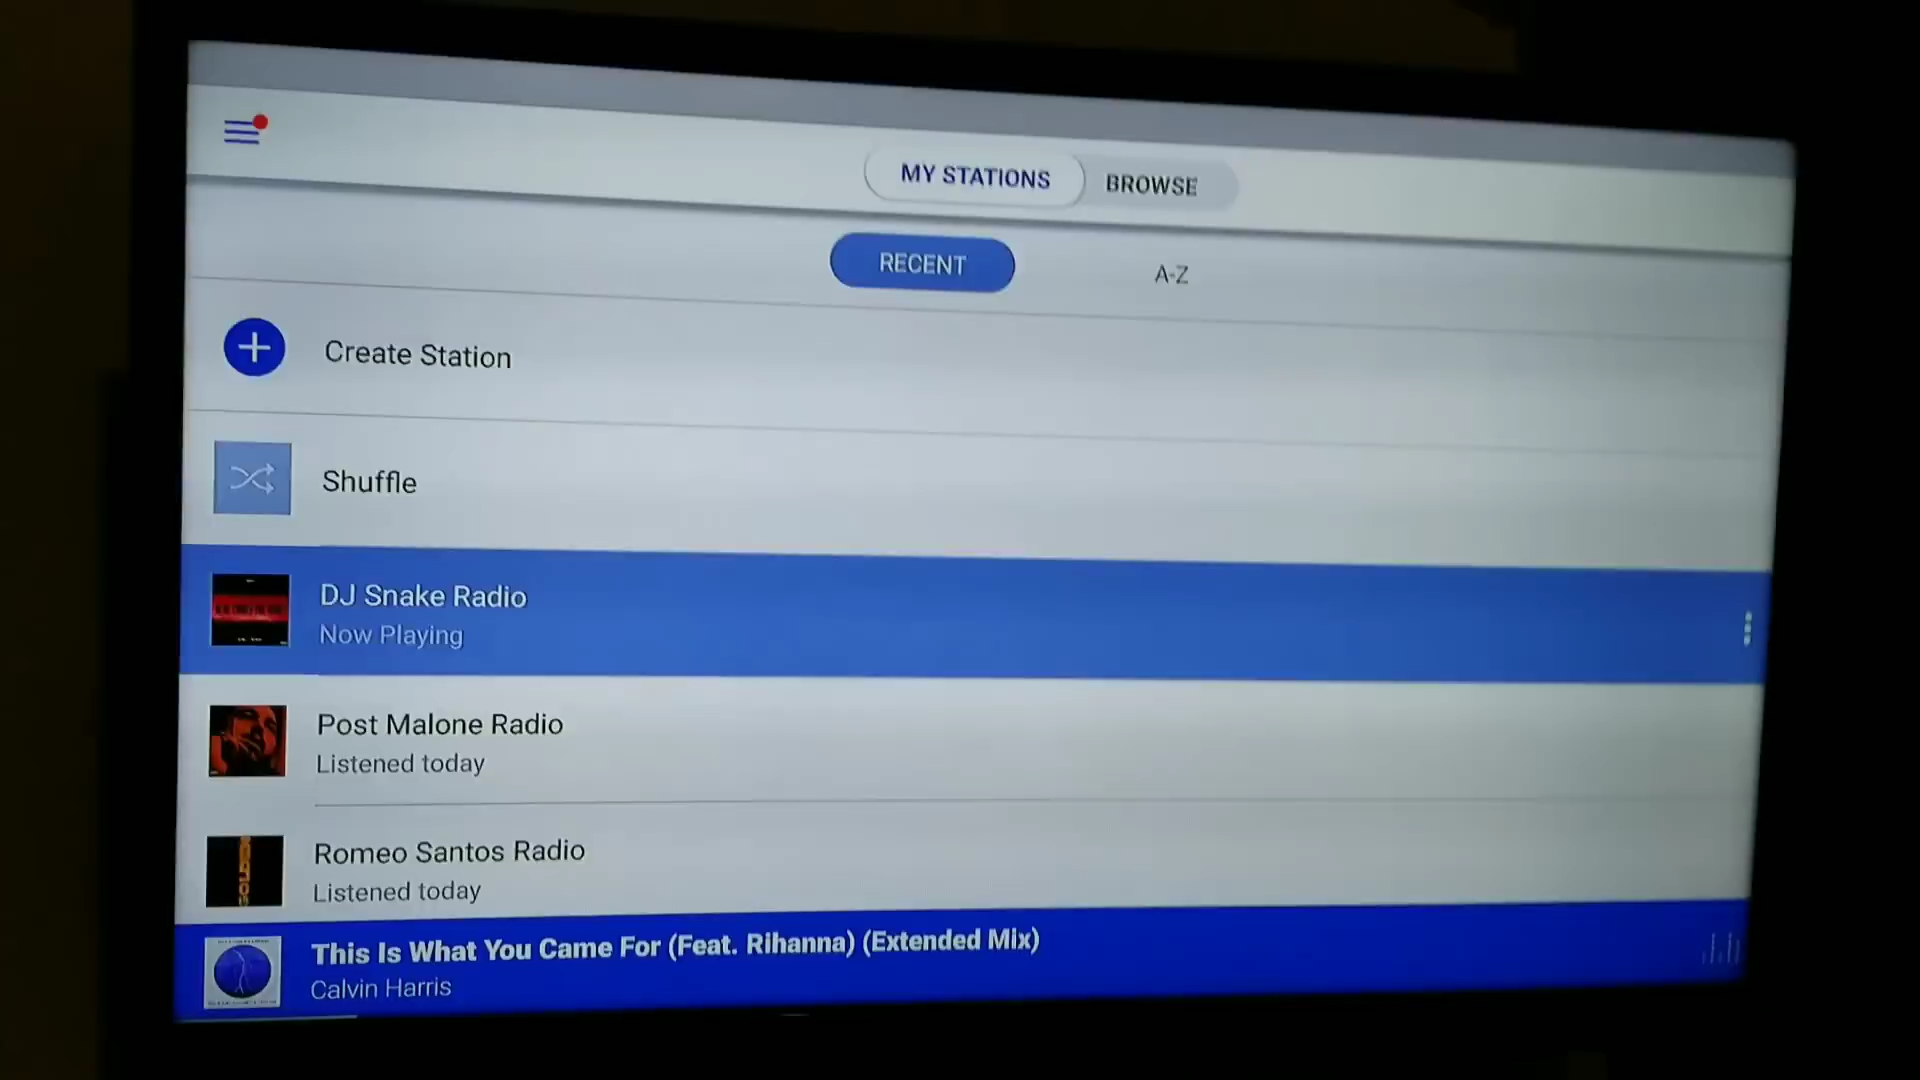 MY STATIONS
BROWSE
RECENT
A-Z
Create Station
Shuffle
DJ Snake Radio
Now Playing
Post Malone Radio
Listened today
Romeo Santos Radio
Listened today
This Is What You Came For (Feat. Rihanna) (Extended Mix)
Calvin Harris